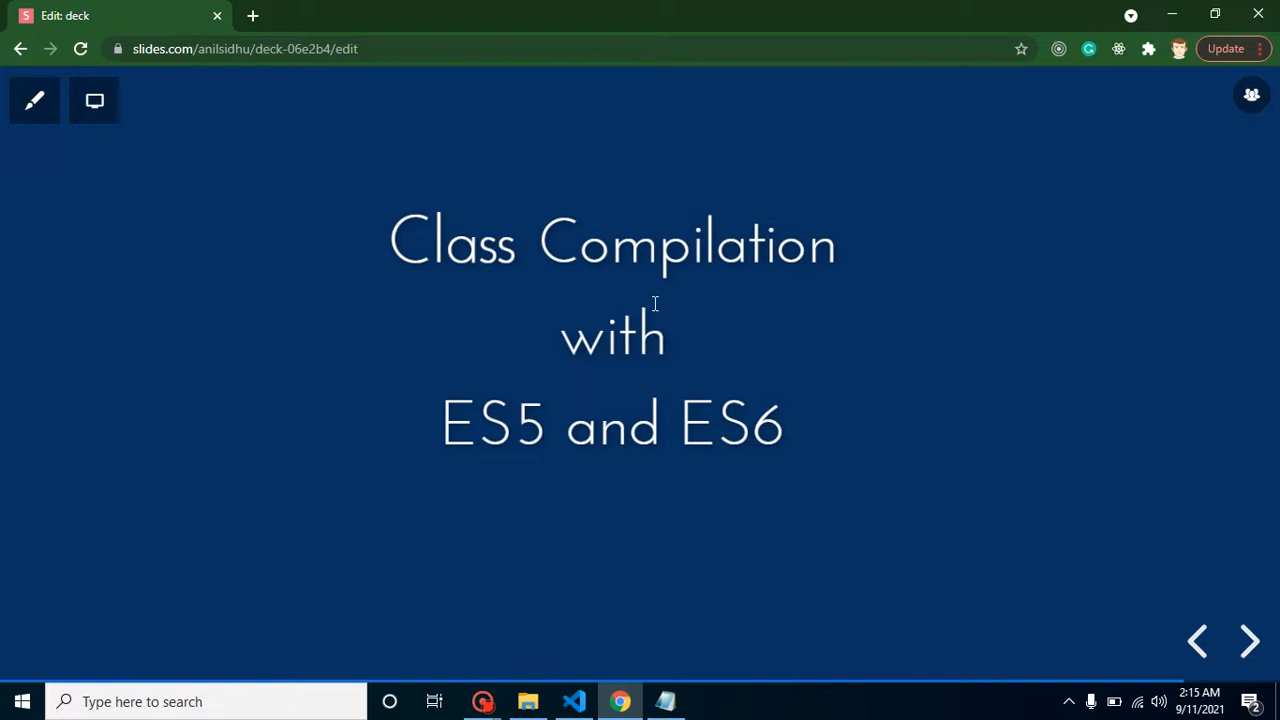 Edit: deck
slides.com/anilsidhu/deck-06e2b4/edit
Update
Class Compilation
with
ES5 and ES6
Type here to search
2:15 AM
9/11/2021
2